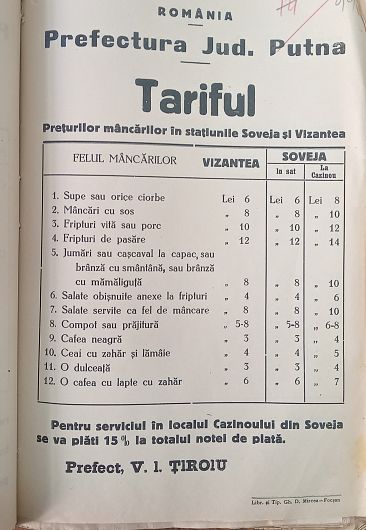 ROMÂNIA
Prefectura Jud. Putna
Tariful
Prețurilor mâncărilor în stațiunile Soveja și Vizantea
FELUL MÂNCĂRILOR VIZANTEA SOVEJA
în sat La Cazinou
1. Supe sau orice ciorbe Lei 6 Lei 6 Lei 8
2. Mâncări cu sos „ 8 „ 8 „ 10
3. Fripluri vită sau porc „ 10 „ 10 „ 12
4. Fripluri de pasăre „ 12 „ 12 „ 14
5. Jumări sau cașcaval la capac, sau
brânză cu smântână, sau brânză
cu mămăliguță „ 8 „ 8 „ 10
6. Salate obișnuite anexe la fripluri „ 4 „ 4 „ 6
7. Salate servite ca fel de mâncare „ 8 „ 8 „ 10
8. Compot sau prăjitură „ 5-8 „ 5-8 „ 6-8
9. Cafea neagră „ 3 „ 3 „ 4
10. Ceai cu zahăr și lămâie „ 4 „ 4 „ 5
11. O dulceață „ 3 „ 3 „ 4
12. O cafea cu lapte cu zahăr „ 6 „ 6 „ 7
Pentru serviciul în localul Cazinoului din Soveja
se va plăti 15% la totalul notei de plată.
Prefect, V. I. ȚIROIU
Libr. și Tip. Gh. D. Mircea—Focșani